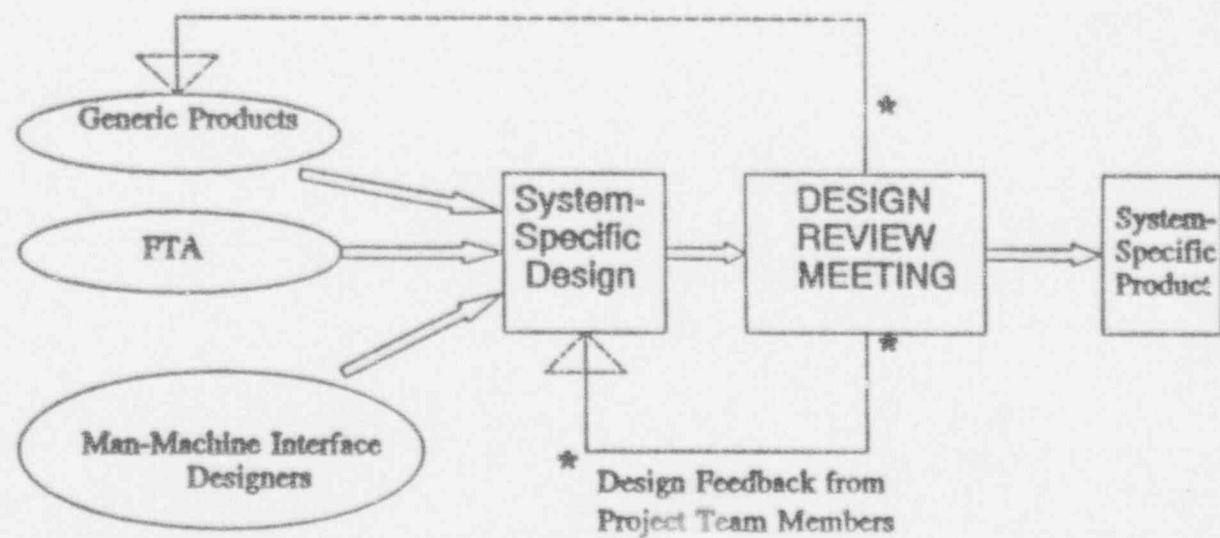 Generic Products
*
System-
Specific
Design
DESIGN
REVIEW
MEETING
System-
Specific
Product
FTA
*
Man-Machine Interface
Designers
*
Design Feedback from
Project Team Members